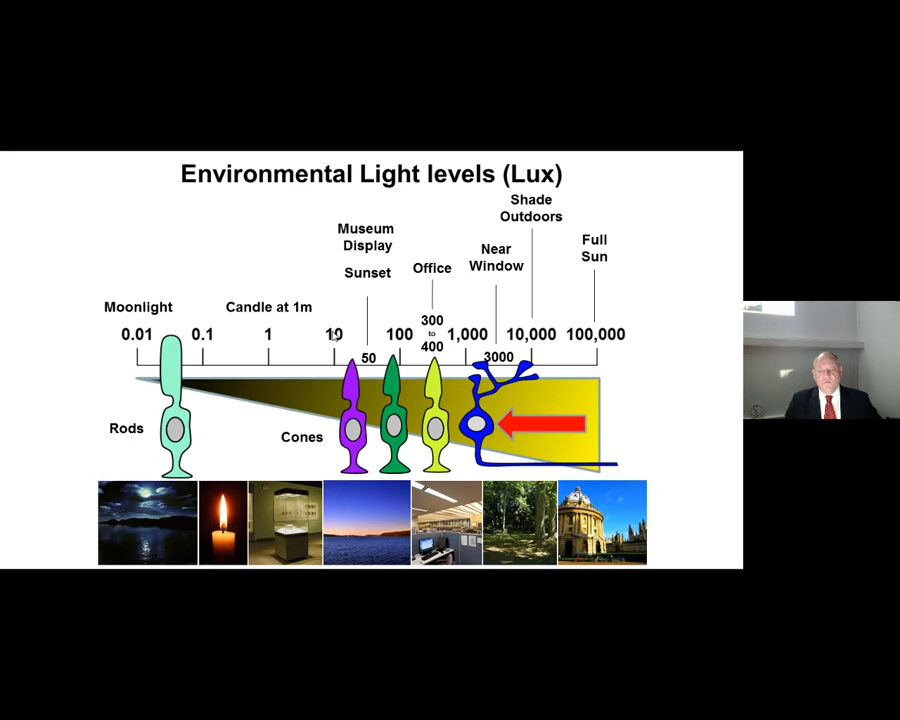 Environmental Light levels (Lux)
Shade
Outdoors
Museum
Display
Full
Sun
Near
Window
Sunset
Office
Moonlight
Candle at 1m
300
to
400
0.01
0.1
1
10
100
1,000
10,000
100,000
50
3000
Rods
Cones